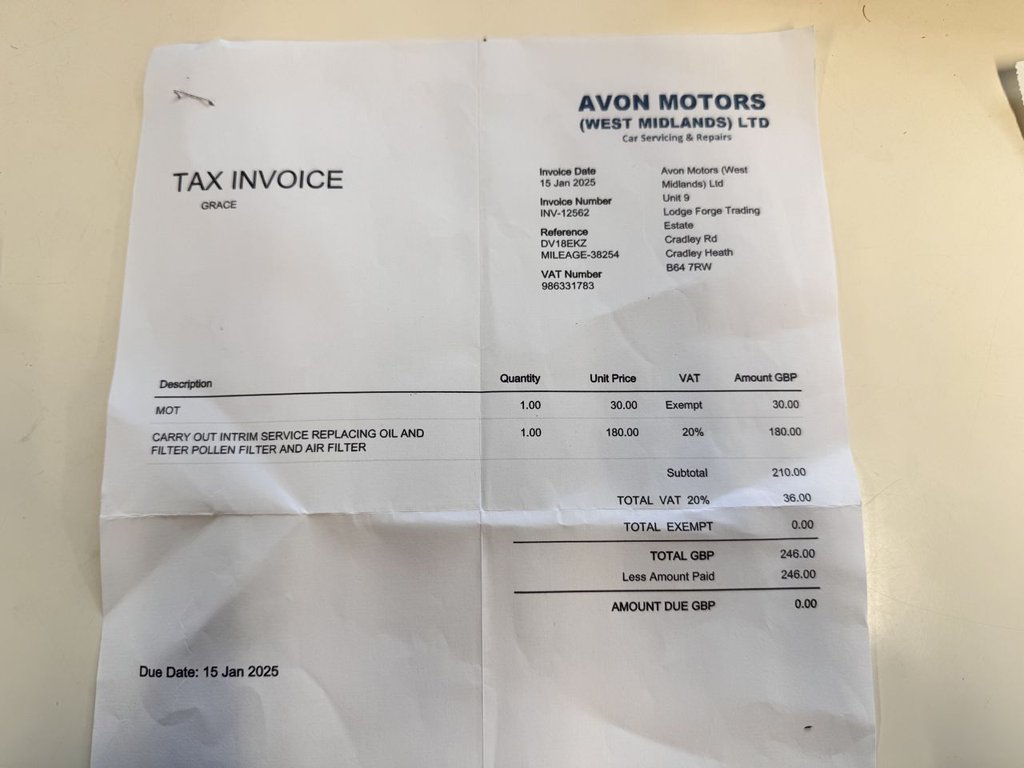 AVON MOTORS
(WEST MIDLANDS) LTD
Car Servicing & Repairs
TAX INVOICE
GRACE
Invoice Date
15 Jan 2025
Invoice Number
INV-12562
Reference
DV18EKZ
MILEAGE-38254
VAT Number
986331783
Avon Motors (West
Midlands) Ltd
Unit 9
Lodge Forge Trading
Estate
Cradley Rd
Cradley Heath
B64 7RW
Description Quantity Unit Price VAT Amount GBP
MOT 1.00 30.00 Exempt 30.00
CARRY OUT INTRIM SERVICE REPLACING OIL AND 1.00 180.00 20% 180.00
FILTER POLLEN FILTER AND AIR FILTER
Subtotal 210.00
TOTAL VAT 20% 36.00
TOTAL EXEMPT 0.00
TOTAL GBP 246.00
Less Amount Paid 246.00
AMOUNT DUE GBP 0.00
Due Date: 15 Jan 2025